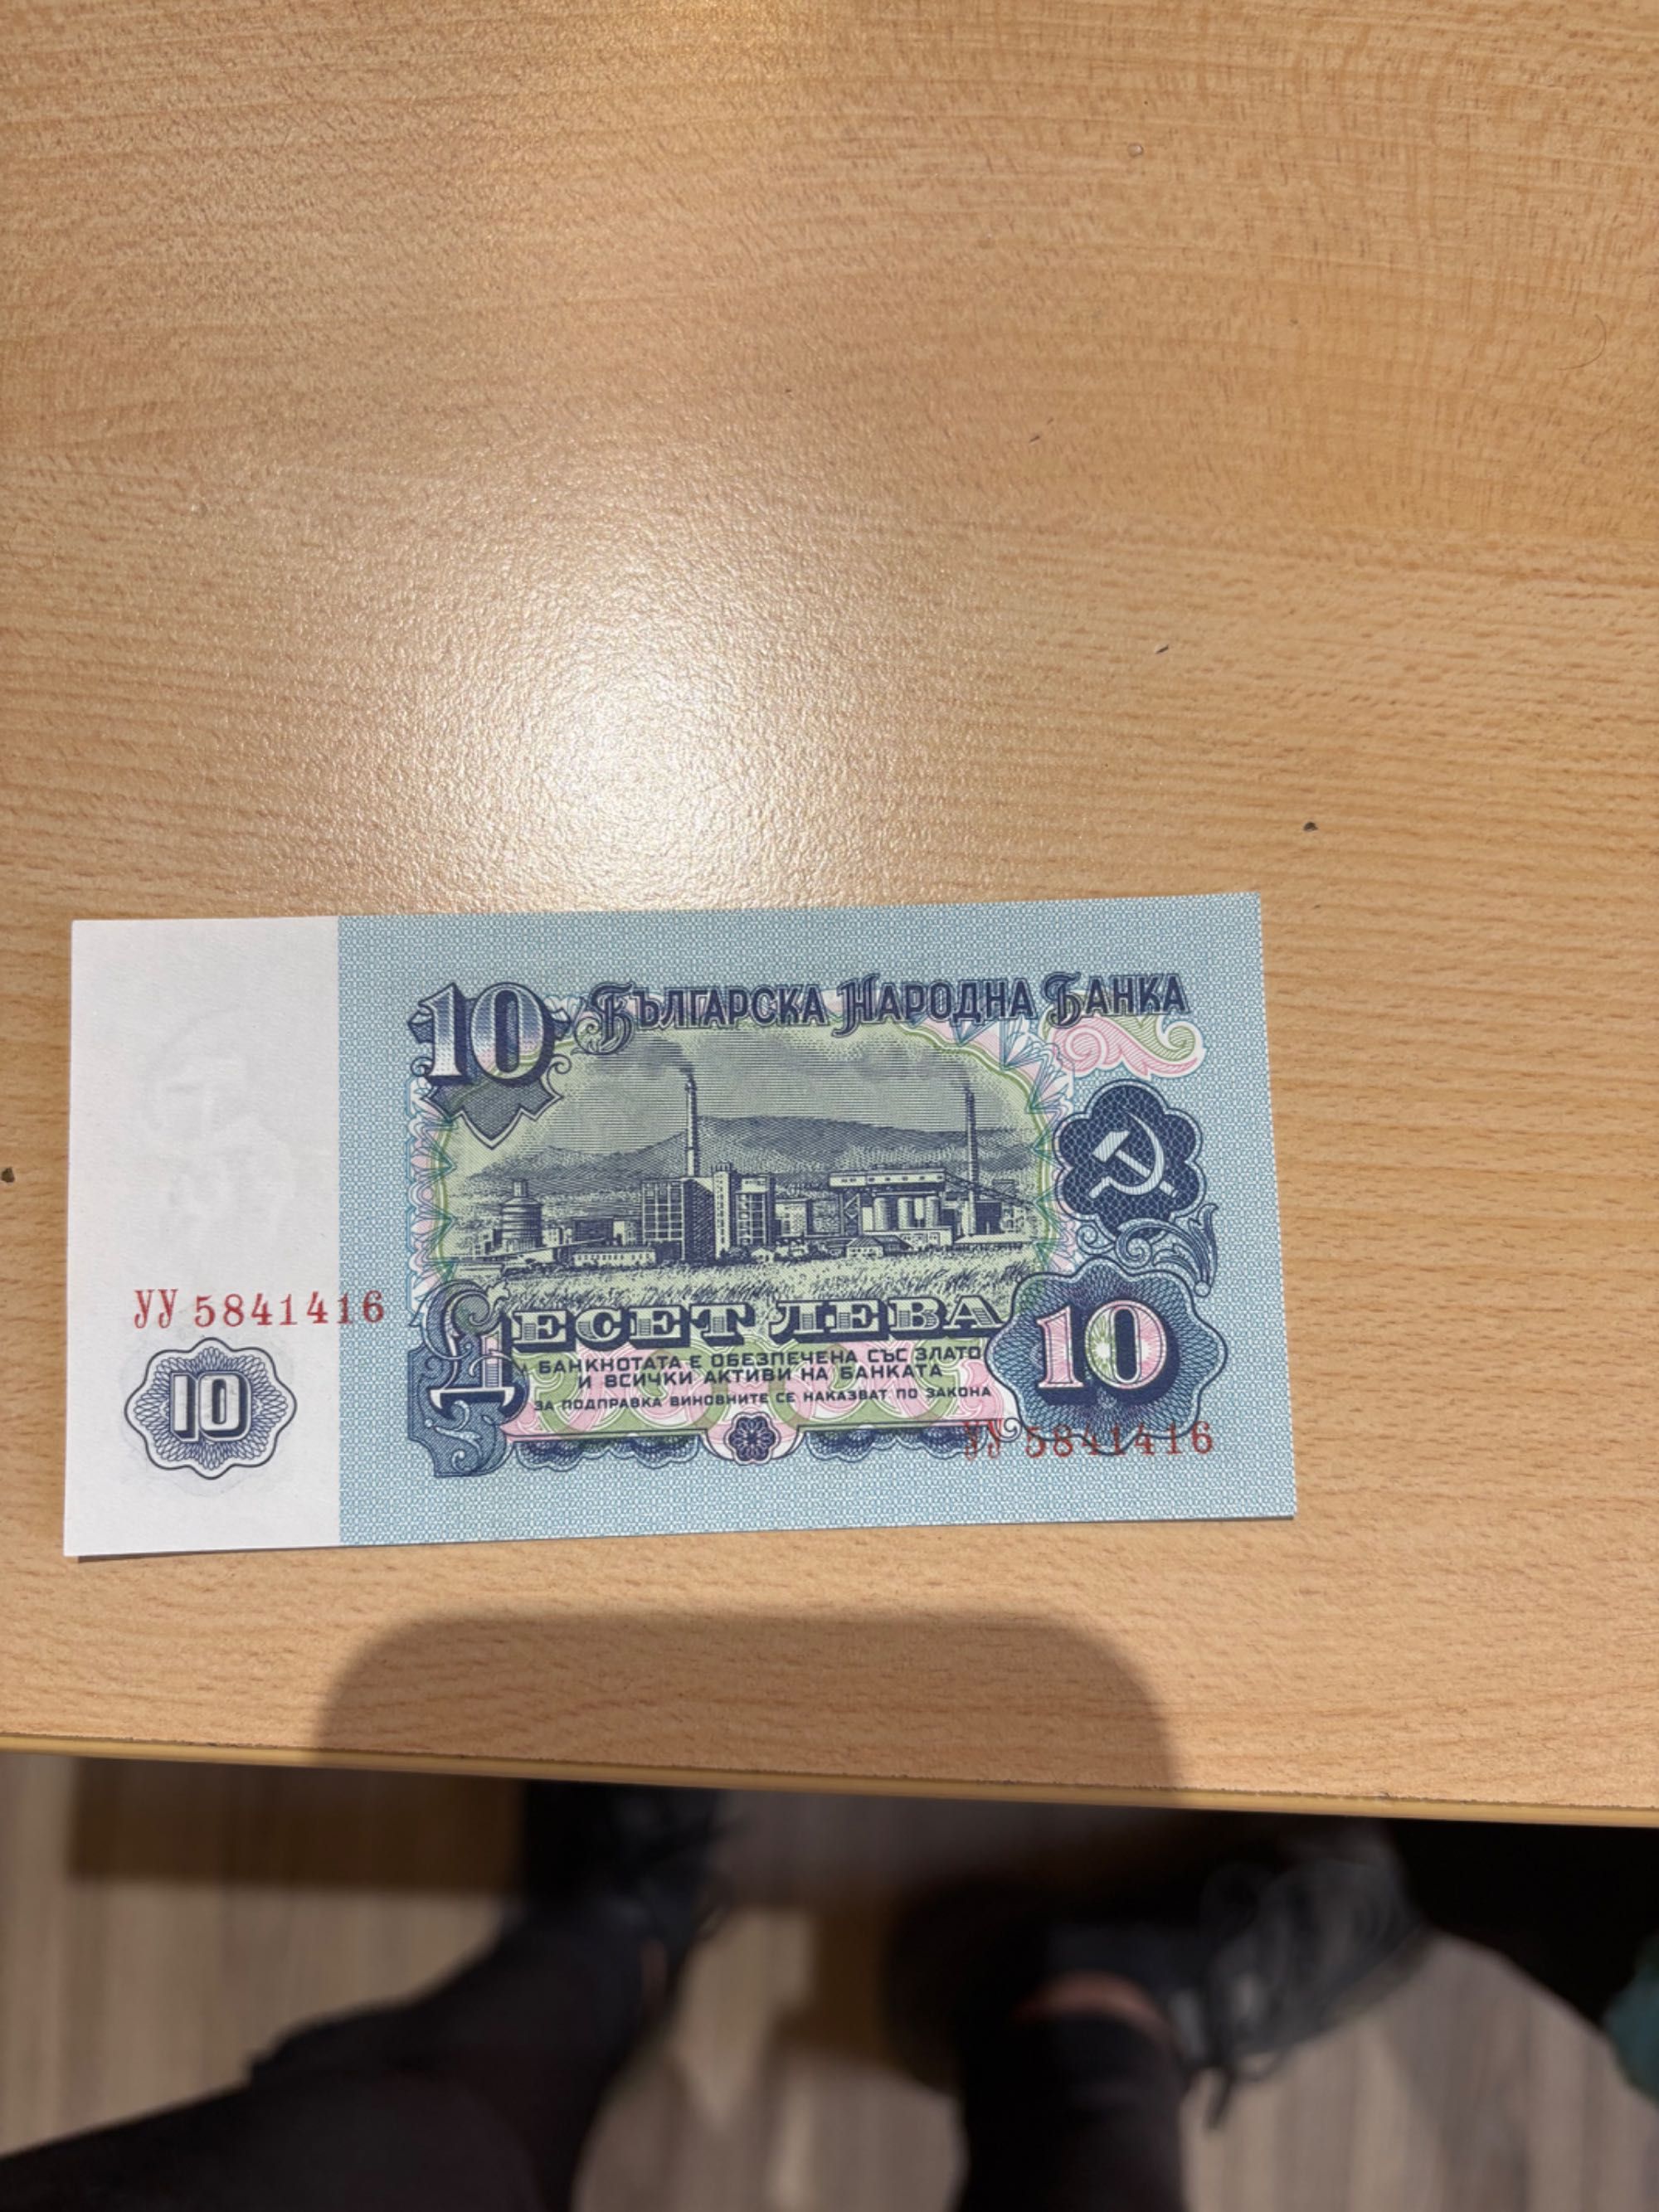 10 Българска Народна Банка
УУ 5841416
ДЕСЕТ ЛЕВА
10
БАНКНОТАТА Е ОБЕЗПЕЧЕНА СЪС ЗЛАТО
И ВСИЧКИ АКТИВИ НА БАНКАТА
ЗА ПОДПРАВКА ВИНОВНИТЕ СЕ НАКАЗВАТ ПО ЗАКОНА
10
УУ 5841416